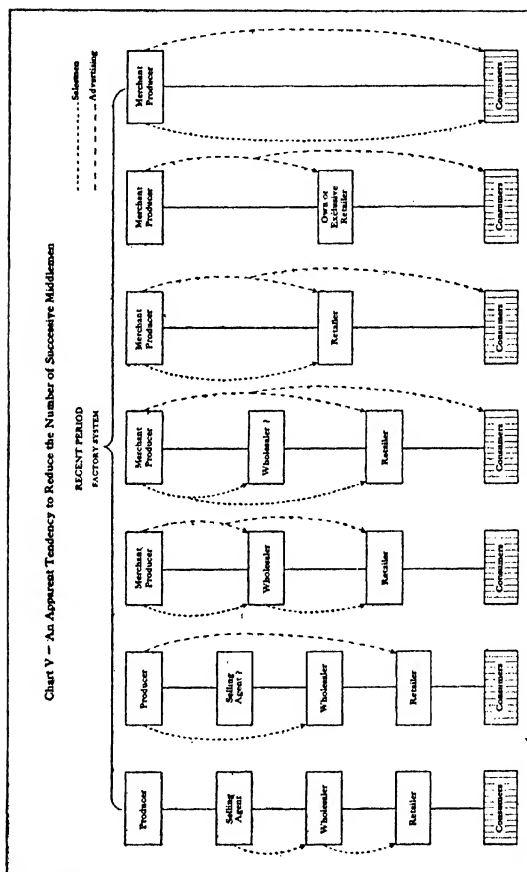 Chart V – An Apparent Tendency to Reduce the Number of Successive Middlemen
RECENT PERIOD
FACTORY SYSTEM
Salesmen
Advertising
Producer
Selling
Agent
Wholesaler
Retailer
Consumers
Producer
Selling
Agent ?
Wholesaler
Retailer
Consumers
Merchant
Producer
Wholesaler
Retailer
Consumers
Merchant
Producer
Wholesaler ?
Retailer
Consumers
Merchant
Producer
Retailer
Consumers
Merchant
Producer
Own or
Exclusive
Retailer
Consumers
Merchant
Producer
Consumers